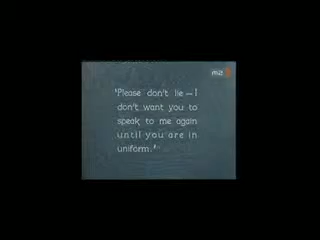 "Please don't lie — I
don't want you to
speak to me again
until you are in
uniform."